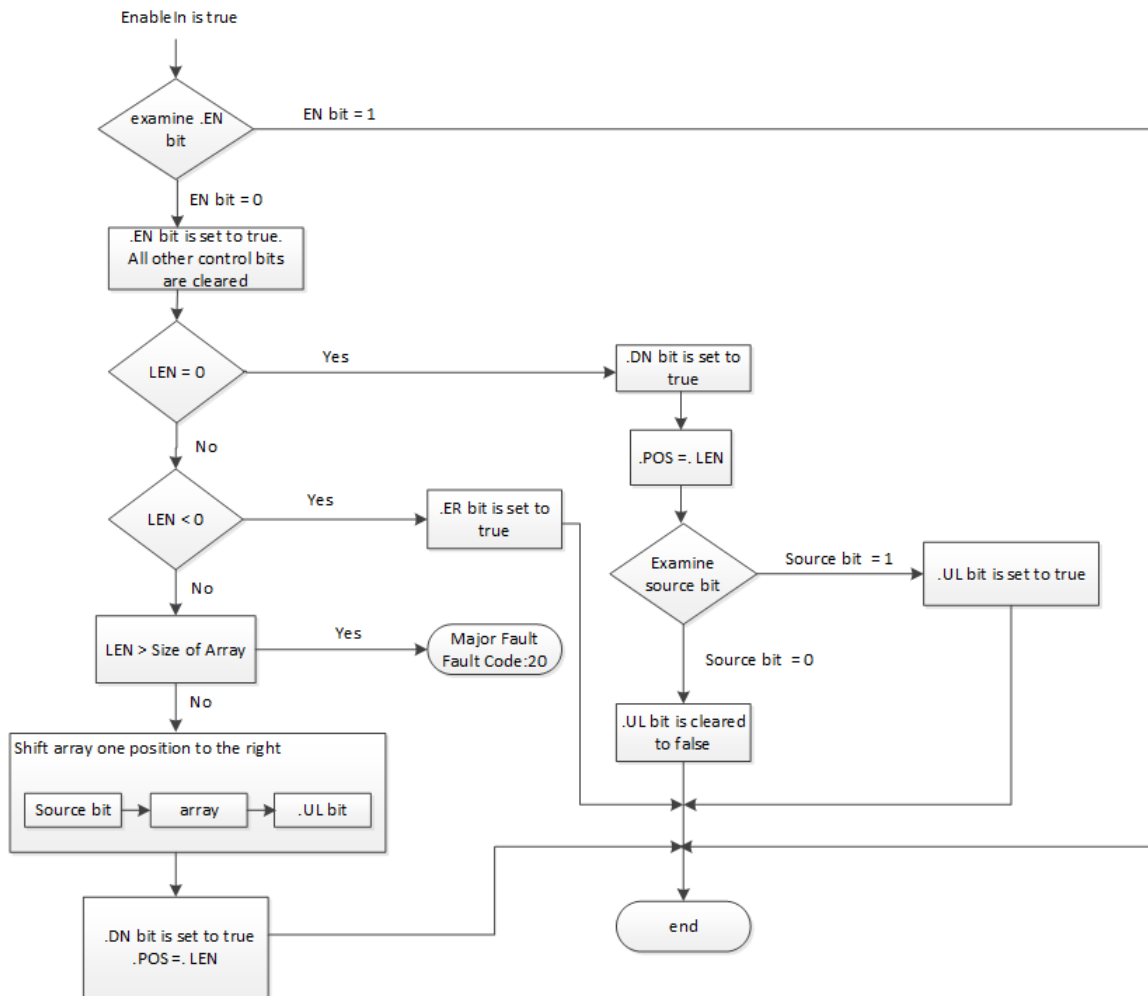 EnableIn is true
examine .EN
bit
EN bit = 1
EN bit = 0
.EN bit is set to true.
All other control bits
are cleared
LEN = 0
Yes
.DN bit is set to
true
No
.POS =. LEN
LEN < 0
Yes
.ER bit is set to
true
Examine
source bit
Source bit = 1
.UL bit is set to true
No
LEN > Size of Array
Yes
Major Fault
Fault Code:20
Source bit = 0
No
.UL bit is cleared
to false
Shift array one position to the right
Source bit
array
.UL bit
.DN bit is set to true
.POS =. LEN
end